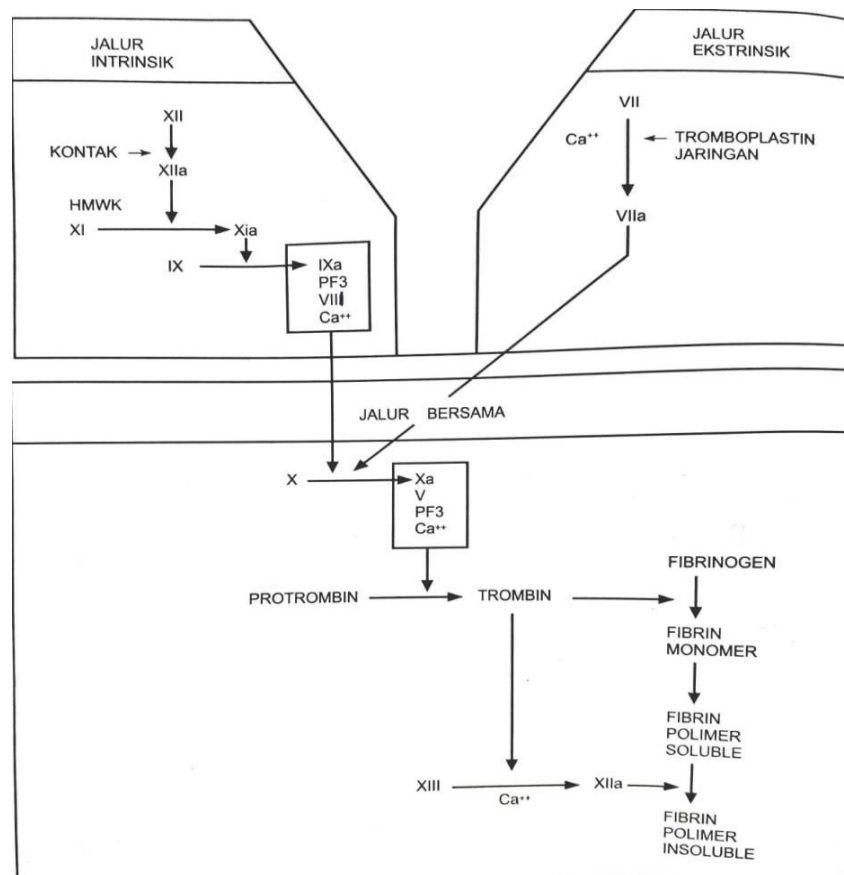 JALUR
INTRINSIK
JALUR
EKSTRINSIK
XII
KONTAK
XIIa
HMWK
XI
Xia
IX
IXa
PF3
VIII
Ca⁺⁺
VII
Ca⁺⁺
TROMBOPLASTIN
JARINGAN
VIIa
JALUR BERSAMA
X
Xa
V
PF3
Ca⁺⁺
PROTROMBIN
TROMBIN
FIBRINOGEN
FIBRIN
MONOMER
FIBRIN
POLIMER
SOLUBLE
XIII
Ca⁺⁺
XIIa
FIBRIN
POLIMER
INSOLUBLE